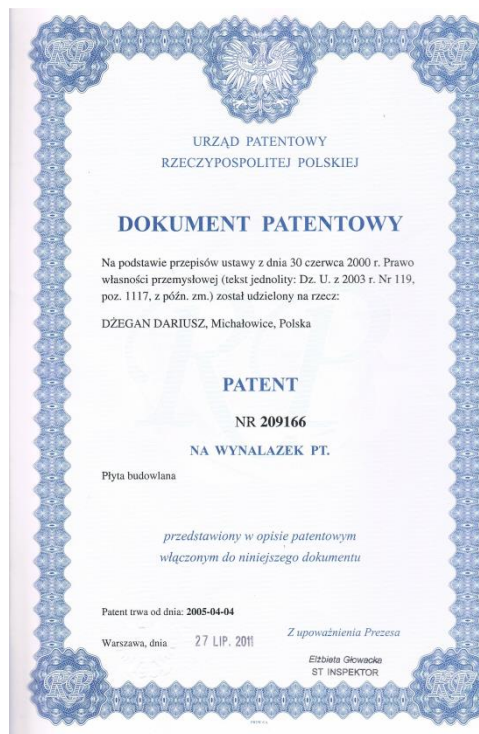 URZĄD PATENTOWY
RZECZYPOSPOLITEJ POLSKIEJ
DOKUMENT PATENTOWY
Na podstawie przepisów ustawy z dnia 30 czerwca 2000 r. Prawo
własności przemysłowej (tekst jednolity: Dz. U. z 2003 r. Nr 119,
poz. 1117, z późn. zm.) został udzielony na rzecz:
DŻEGAN DARIUSZ, Michałowice, Polska
PATENT
NR 209166
NA WYNALAZEK PT.
Płyta budowlana
przedstawiony w opisie patentowym
włączonym do niniejszego dokumentu
Patent trwa od dnia: 2005-04-04
Z upoważnienia Prezesa
Warszawa, dnia 27 LIP. 2011
Elżbieta Głowacka
ST INSPEKTOR